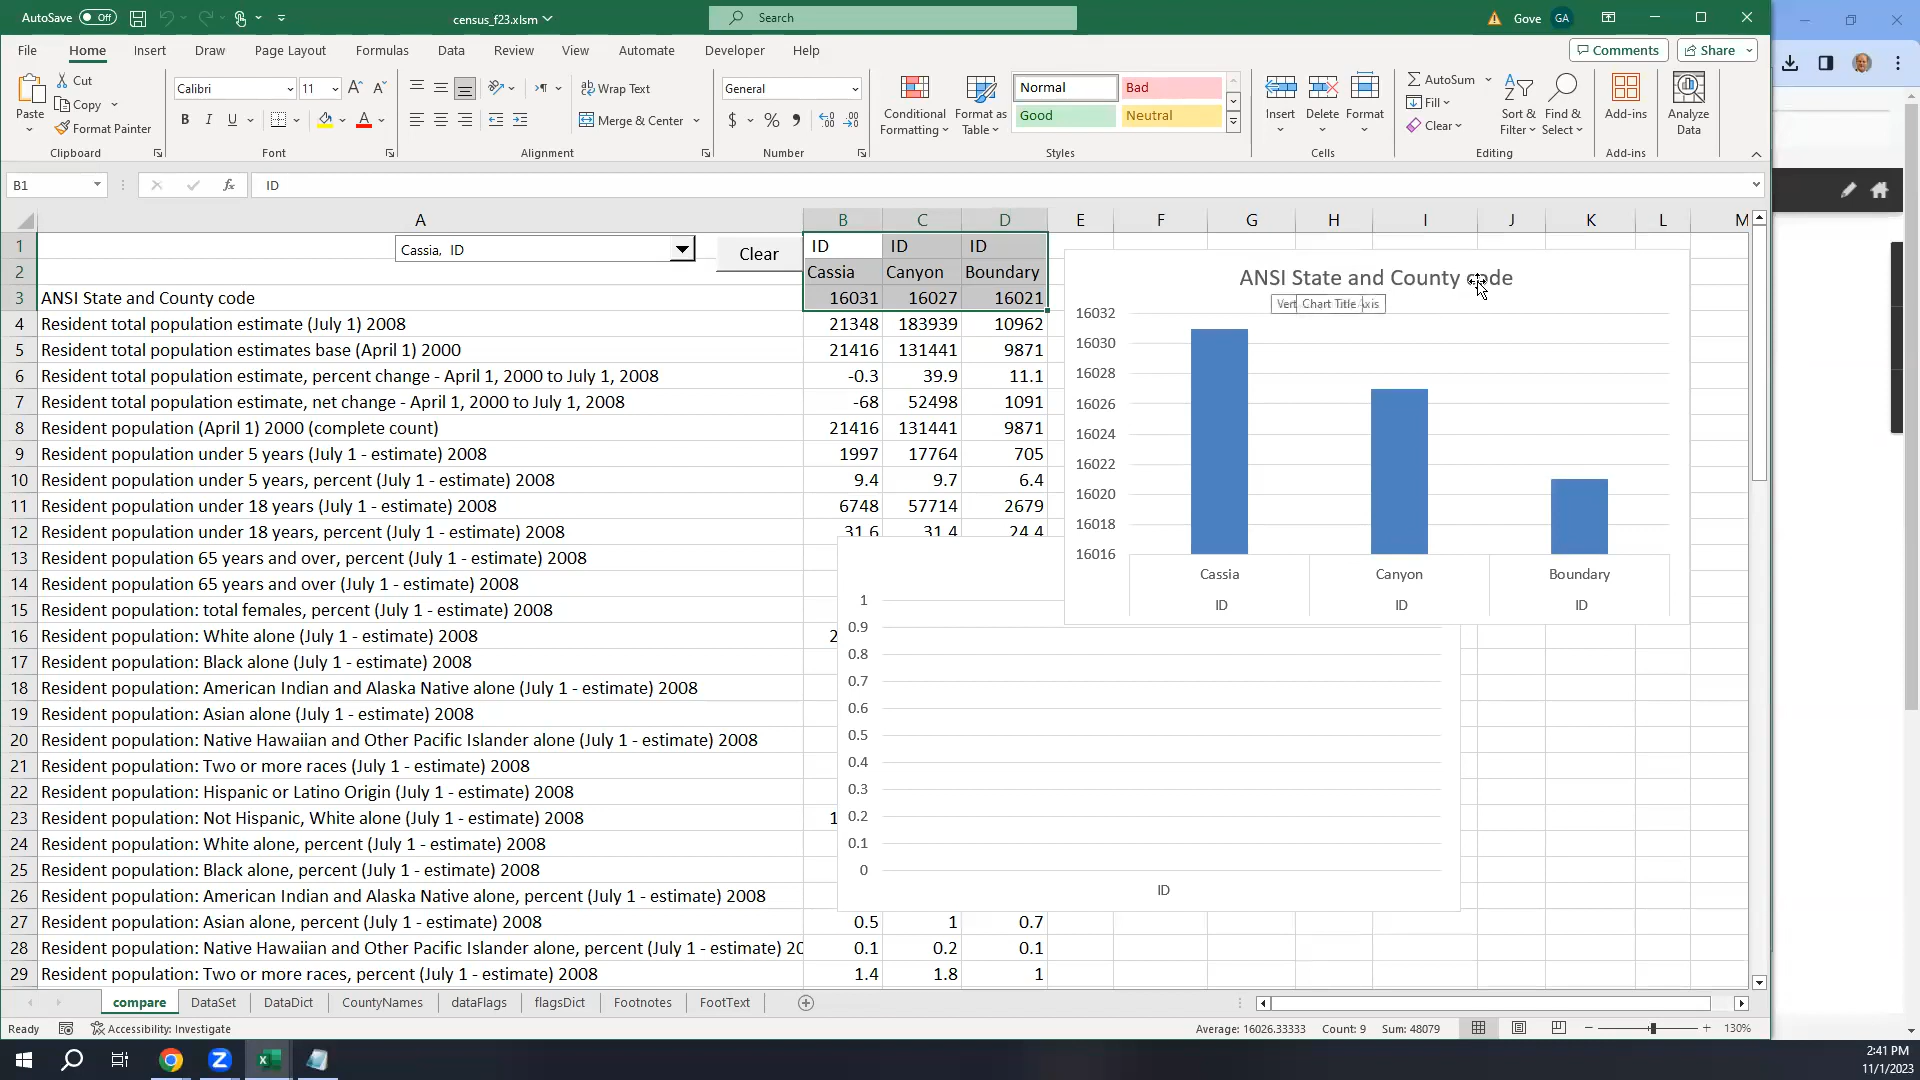 AutoSave Off census_f23.xlsm Search Gove GA
File Home Insert Draw Page Layout Formulas Data Review View Automate Developer Help Comments Share
Paste Cut Copy Format Painter Clipboard
Calibri 11 B I U Font
Wrap Text Merge & Center Alignment
General $ % Number
Conditional Formatting Format as Table Normal Bad Good Neutral Styles
Insert Delete Format Cells
AutoSum Fill Clear Sort & Filter Find & Select Editing
Add-ins Add-ins
Analyze Data
B1 fx ID
A B C D E F G H I J K L M
1 Cassia, ID Clear ID ID ID
2 Cassia Canyon Boundary
3 ANSI State and County code 16031 16027 16021
4 Resident total population estimate (July 1) 2008 21348 183939 10962
5 Resident total population estimates base (April 1) 2000 21416 131441 9871
6 Resident total population estimate, percent change - April 1, 2000 to July 1, 2008 -0.3 39.9 11.1
7 Resident total population estimate, net change - April 1, 2000 to July 1, 2008 -68 52498 1091
8 Resident population (April 1) 2000 (complete count) 21416 131441 9871
9 Resident population under 5 years (July 1 - estimate) 2008 1997 17764 705
10 Resident population under 5 years, percent (July 1 - estimate) 2008 9.4 9.7 6.4
11 Resident population under 18 years (July 1 - estimate) 2008 6748 57714 2679
12 Resident population under 18 years, percent (July 1 - estimate) 2008 31.6 31.4 24.4
13 Resident population 65 years and over, percent (July 1 - estimate) 2008
14 Resident population 65 years and over (July 1 - estimate) 2008
15 Resident population: total females, percent (July 1 - estimate) 2008
16 Resident population: White alone (July 1 - estimate) 2008 2
17 Resident population: Black alone (July 1 - estimate) 2008
18 Resident population: American Indian and Alaska Native alone (July 1 - estimate) 2008
19 Resident population: Asian alone (July 1 - estimate) 2008
20 Resident population: Native Hawaiian and Other Pacific Islander alone (July 1 - estimate) 2008
21 Resident population: Two or more races (July 1 - estimate) 2008
22 Resident population: Hispanic or Latino Origin (July 1 - estimate) 2008
23 Resident population: Not Hispanic, White alone (July 1 - estimate) 2008 1
24 Resident population: White alone, percent (July 1 - estimate) 2008
25 Resident population: Black alone, percent (July 1 - estimate) 2008
26 Resident population: American Indian and Alaska Native alone, percent (July 1 - estimate) 2008
27 Resident population: Asian alone, percent (July 1 - estimate) 2008 0.5 1 0.7
28 Resident population: Native Hawaiian and Other Pacific Islander alone, percent (July 1 - estimate) 20 0.1 0.2 0.1
29 Resident population: Two or more races, percent (July 1 - estimate) 2008 1.4 1.8 1
ANSI State and County code
Vert Chart Title xis
16032
16030
16028
16026
16024
16022
16020
16018
16016
Cassia Canyon Boundary
ID ID ID
1
0.9
0.8
0.7
0.6
0.5
0.4
0.3
0.2
0.1
0
ID
compare DataSet DataDict CountyNames dataFlags flagsDict Footnotes FootText
Ready Accessibility: Investigate Average: 16026.33333 Count: 9 Sum: 48079 130%
2:41 PM
11/1/2023